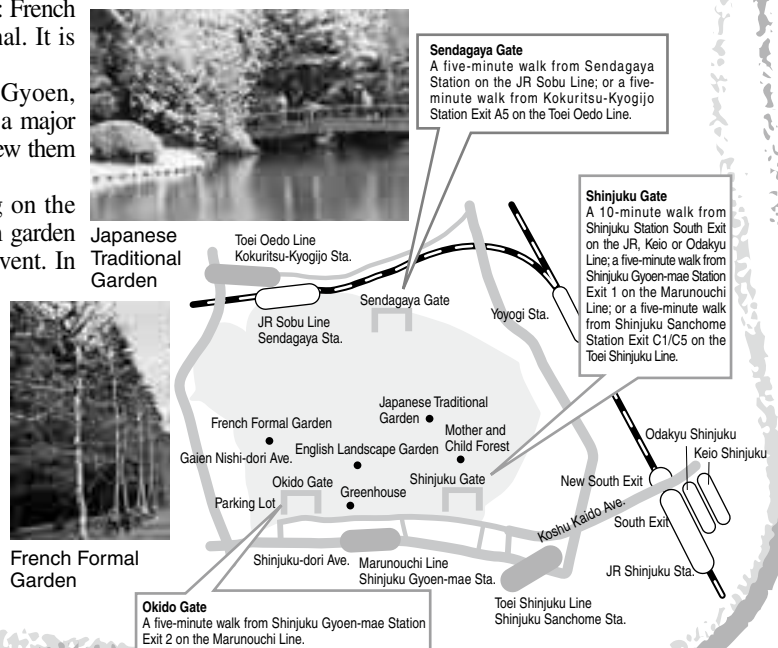 : French
nal. It is
Gyoen,
a major
ew them
g on the
n garden
vent. In
Japanese
Traditional
Garden
French Formal
Garden
Sendagaya Gate
A five-minute walk from Sendagaya
Station on the JR Sobu Line; or a five-
minute walk from Kokuritsu-Kyogijo
Station Exit A5 on the Toei Oedo Line.
Shinjuku Gate
A 10-minute walk from
Shinjuku Station South Exit
on the JR, Keio or Odakyu
Line; a five-minute walk from
Shinjuku Gyoen-mae Station
Exit 1 on the Marunouchi
Line; or a five-minute walk
from Shinjuku Sanchome
Station Exit C1/C5 on the
Toei Shinjuku Line.
Toei Oedo Line
Kokuritsu-Kyogijo Sta.
JR Sobu Line
Sendagaya Sta.
Sendagaya Gate
Yoyogi Sta.
Japanese Traditional
Garden
French Formal Garden
Mother and
Child Forest
English Landscape Garden
Gaien Nishi-dori Ave.
Okido Gate
Greenhouse
Shinjuku Gate
Parking Lot
Odakyu Shinjuku
Keio Shinjuku
New South Exit
South Exit
Koshu Kaido Ave.
JR Shinjuku Sta.
Shinjuku-dori Ave.
Marunouchi Line
Shinjuku Gyoen-mae Sta.
Toei Shinjuku Line
Shinjuku Sanchome Sta.
Okido Gate
A five-minute walk from Shinjuku Gyoen-mae Station
Exit 2 on the Marunouchi Line.